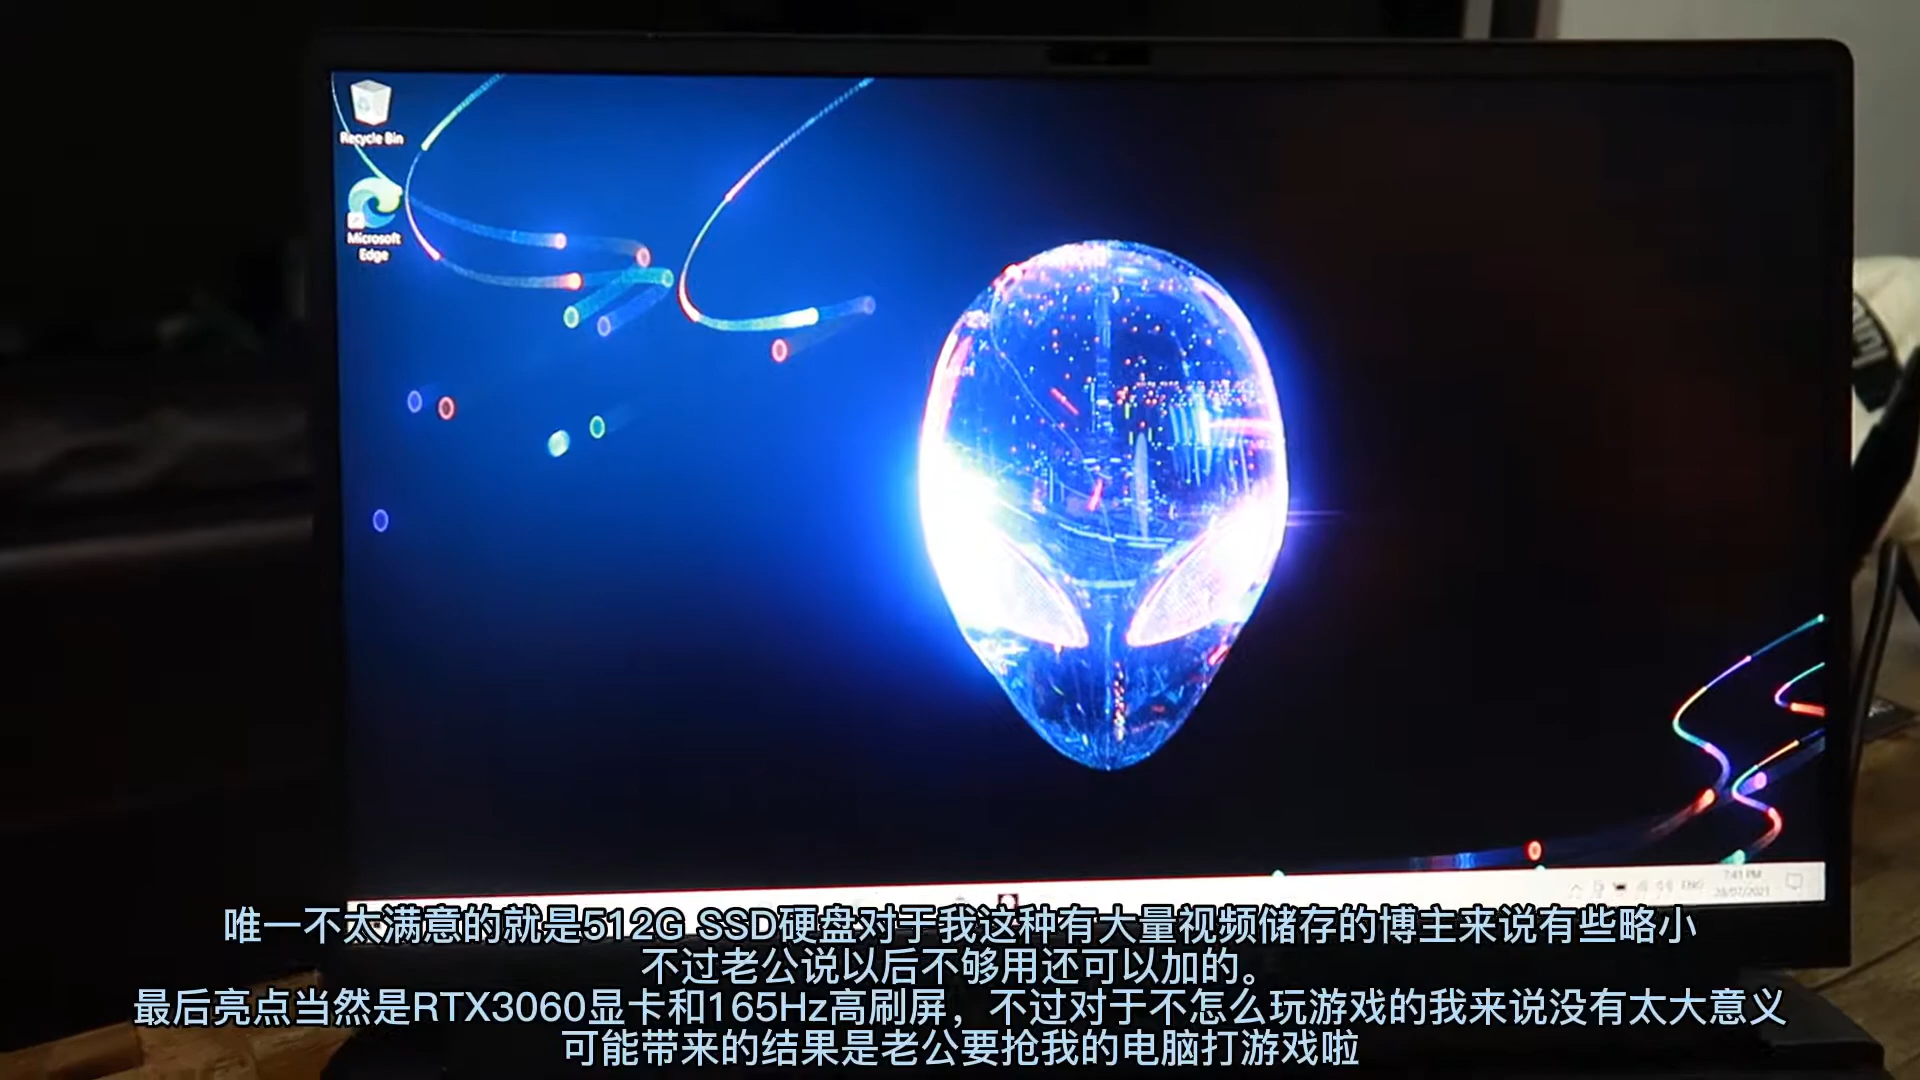 Recycle Bin
Microsoft
Edge
ENG
7:41 PM
唯一不太满意的就是512G SSD硬盘对于我这种有大量视频储存的博主来说有些略小
不过老公说以后不够用还可以加的。
最后亮点当然是RTX3060显卡和165Hz高刷屏，不过对于不怎么玩游戏的我来说没有太大意义
可能带来的结果是老公要抢我的电脑打游戏啦